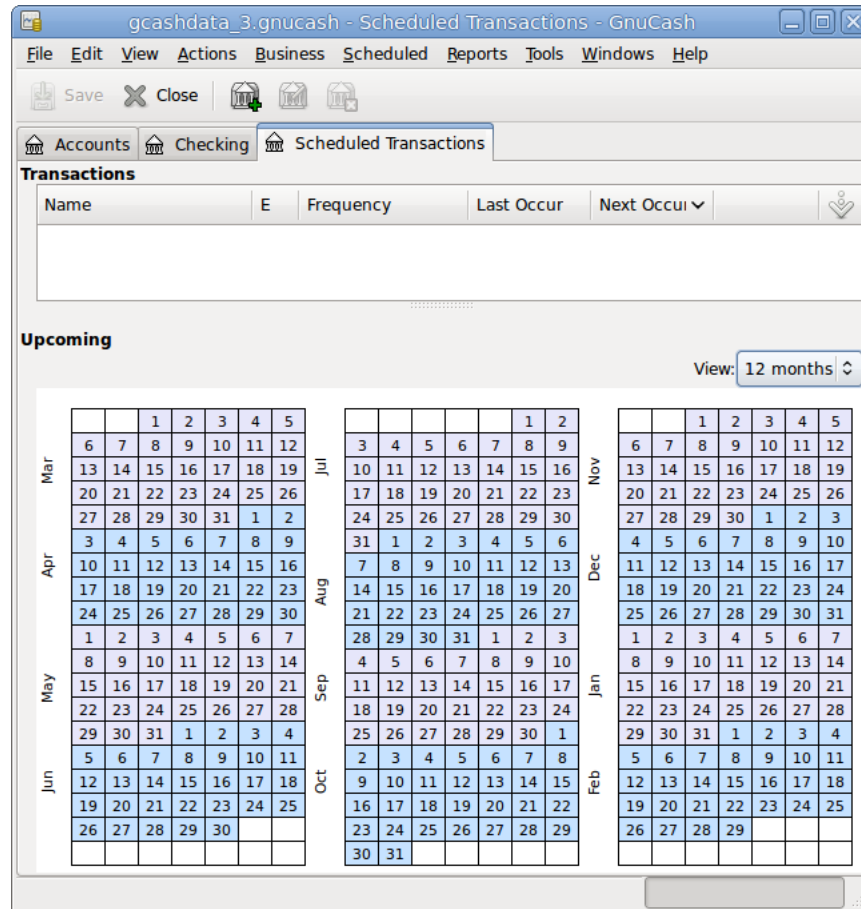 gcashdata_3.gnucash - Scheduled Transactions - GnuCash
File Edit View Actions Business Scheduled Reports Tools Windows Help
Save Close
Accounts Checking Scheduled Transactions
Transactions
Name E Frequency Last Occur Next Occur
Upcoming
View: 12 months
Mar
1 2 3 4 5
6 7 8 9 10 11 12
13 14 15 16 17 18 19
20 21 22 23 24 25 26
27 28 29 30 31 1 2
Apr
3 4 5 6 7 8 9
10 11 12 13 14 15 16
17 18 19 20 21 22 23
24 25 26 27 28 29 30
May
1 2 3 4 5 6 7
8 9 10 11 12 13 14
15 16 17 18 19 20 21
22 23 24 25 26 27 28
29 30 31 1 2 3 4
Jun
5 6 7 8 9 10 11
12 13 14 15 16 17 18
19 20 21 22 23 24 25
26 27 28 29 30
Jul
1 2
3 4 5 6 7 8 9
10 11 12 13 14 15 16
17 18 19 20 21 22 23
24 25 26 27 28 29 30
31 1 2 3 4 5 6
Aug
7 8 9 10 11 12 13
14 15 16 17 18 19 20
21 22 23 24 25 26 27
28 29 30 31 1 2 3
Sep
4 5 6 7 8 9 10
11 12 13 14 15 16 17
18 19 20 21 22 23 24
25 26 27 28 29 30 1
Oct
2 3 4 5 6 7 8
9 10 11 12 13 14 15
16 17 18 19 20 21 22
23 24 25 26 27 28 29
30 31
Nov
1 2 3 4 5
6 7 8 9 10 11 12
13 14 15 16 17 18 19
20 21 22 23 24 25 26
27 28 29 30 1 2 3
Dec
4 5 6 7 8 9 10
11 12 13 14 15 16 17
18 19 20 21 22 23 24
25 26 27 28 29 30 31
Jan
1 2 3 4 5 6 7
8 9 10 11 12 13 14
15 16 17 18 19 20 21
22 23 24 25 26 27 28
29 30 31 1 2 3 4
Feb
5 6 7 8 9 10 11
12 13 14 15 16 17 18
19 20 21 22 23 24 25
26 27 28 29